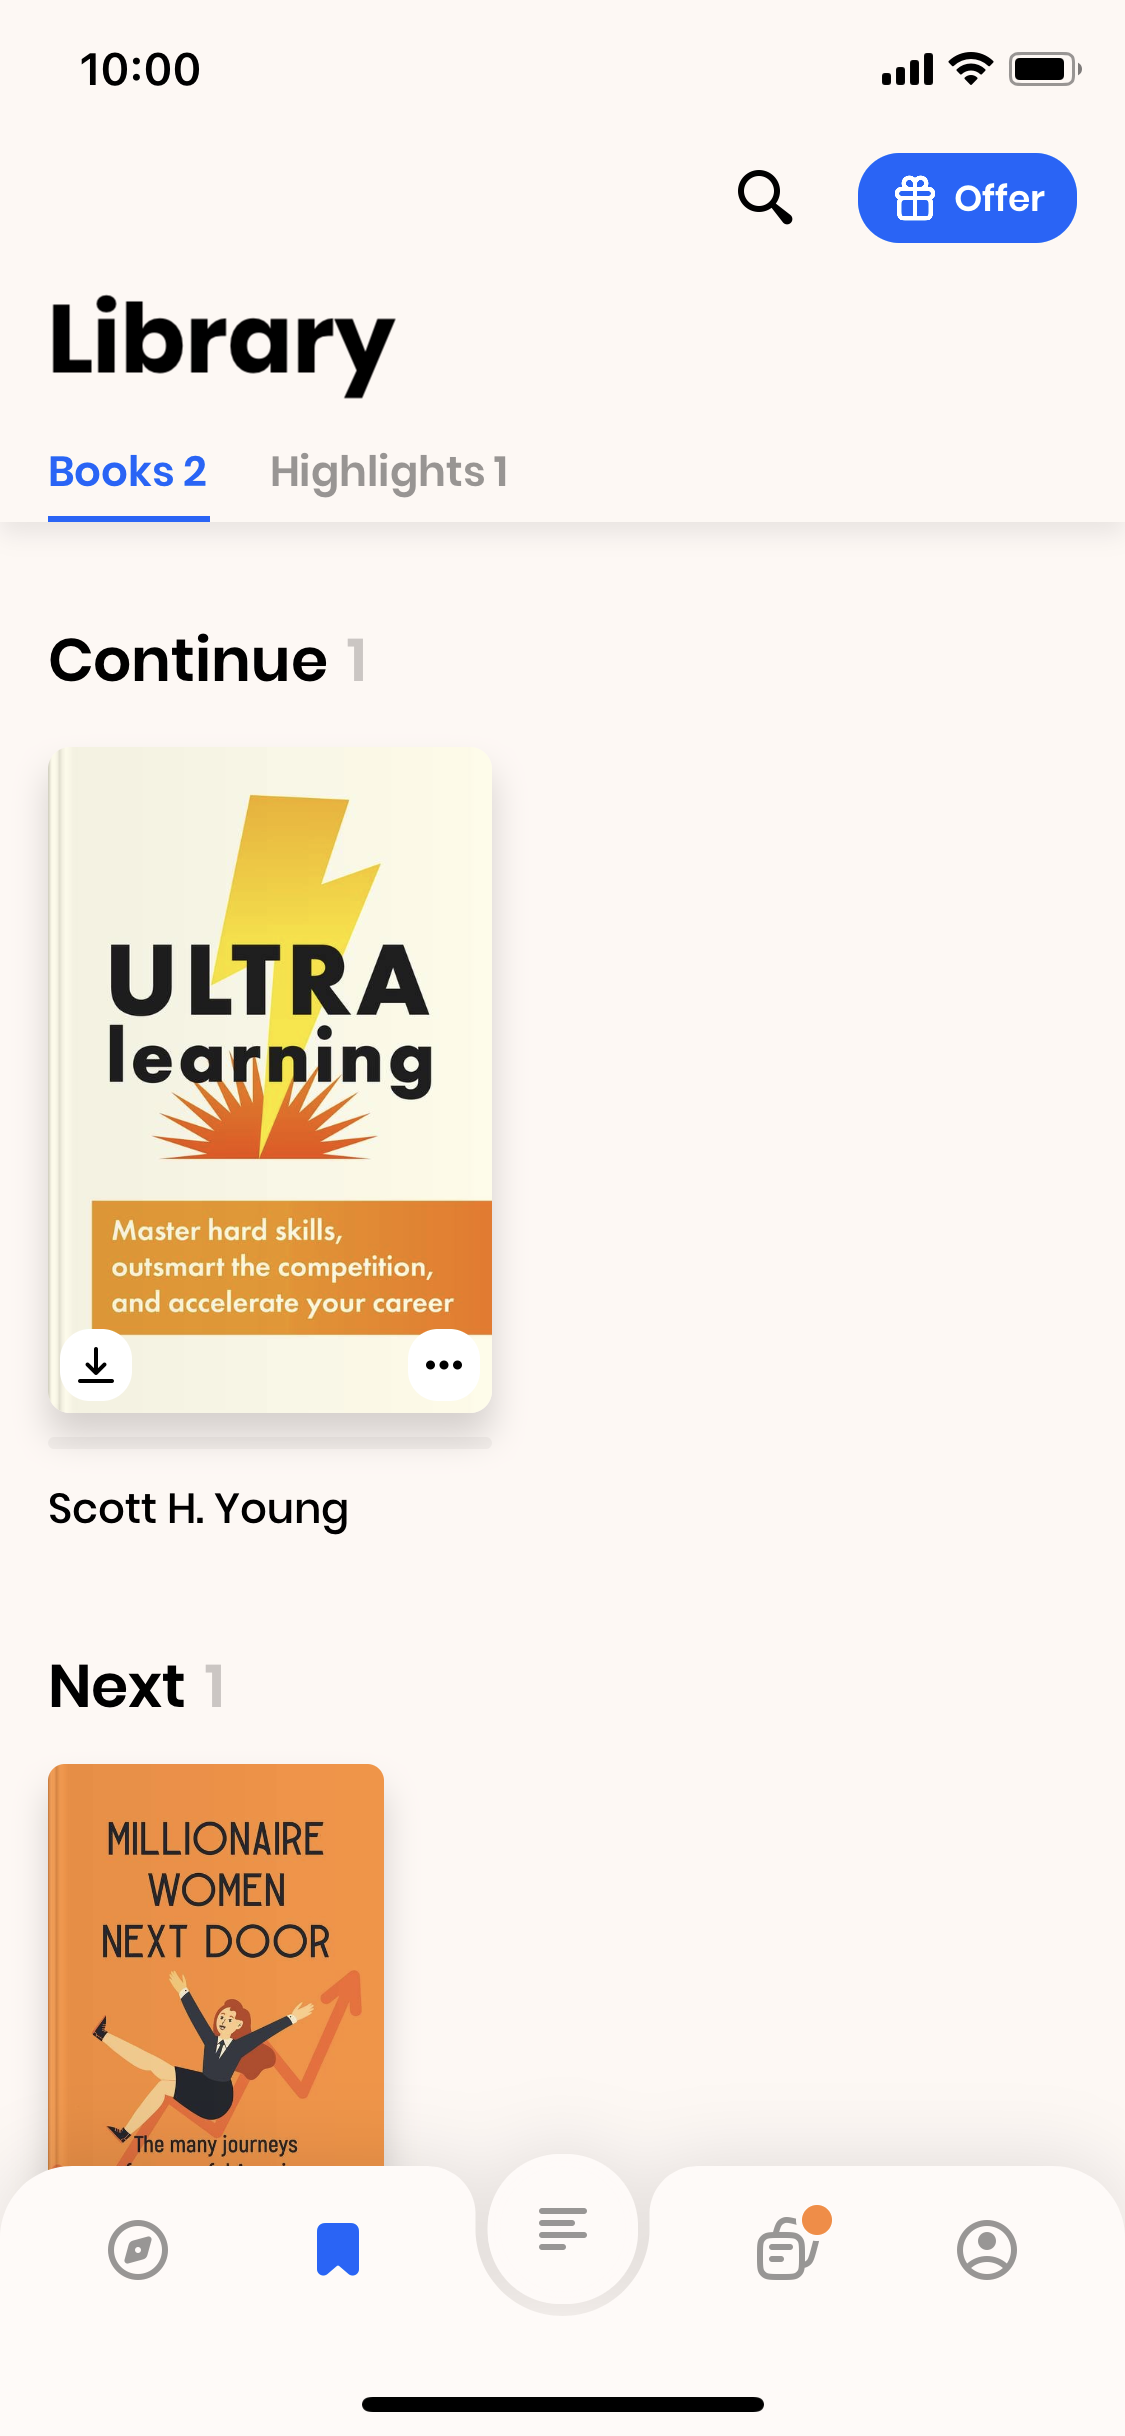 10:00
Offer
Library
Books 2
Highlights 1
Continue 1
ULTRA
learning
Master hard skills,
outsmart the competition,
and accelerate your career
Scott H. Young
Next 1
MILLIONAIRE
WOMEN
NEXT DOOR
The many journeys